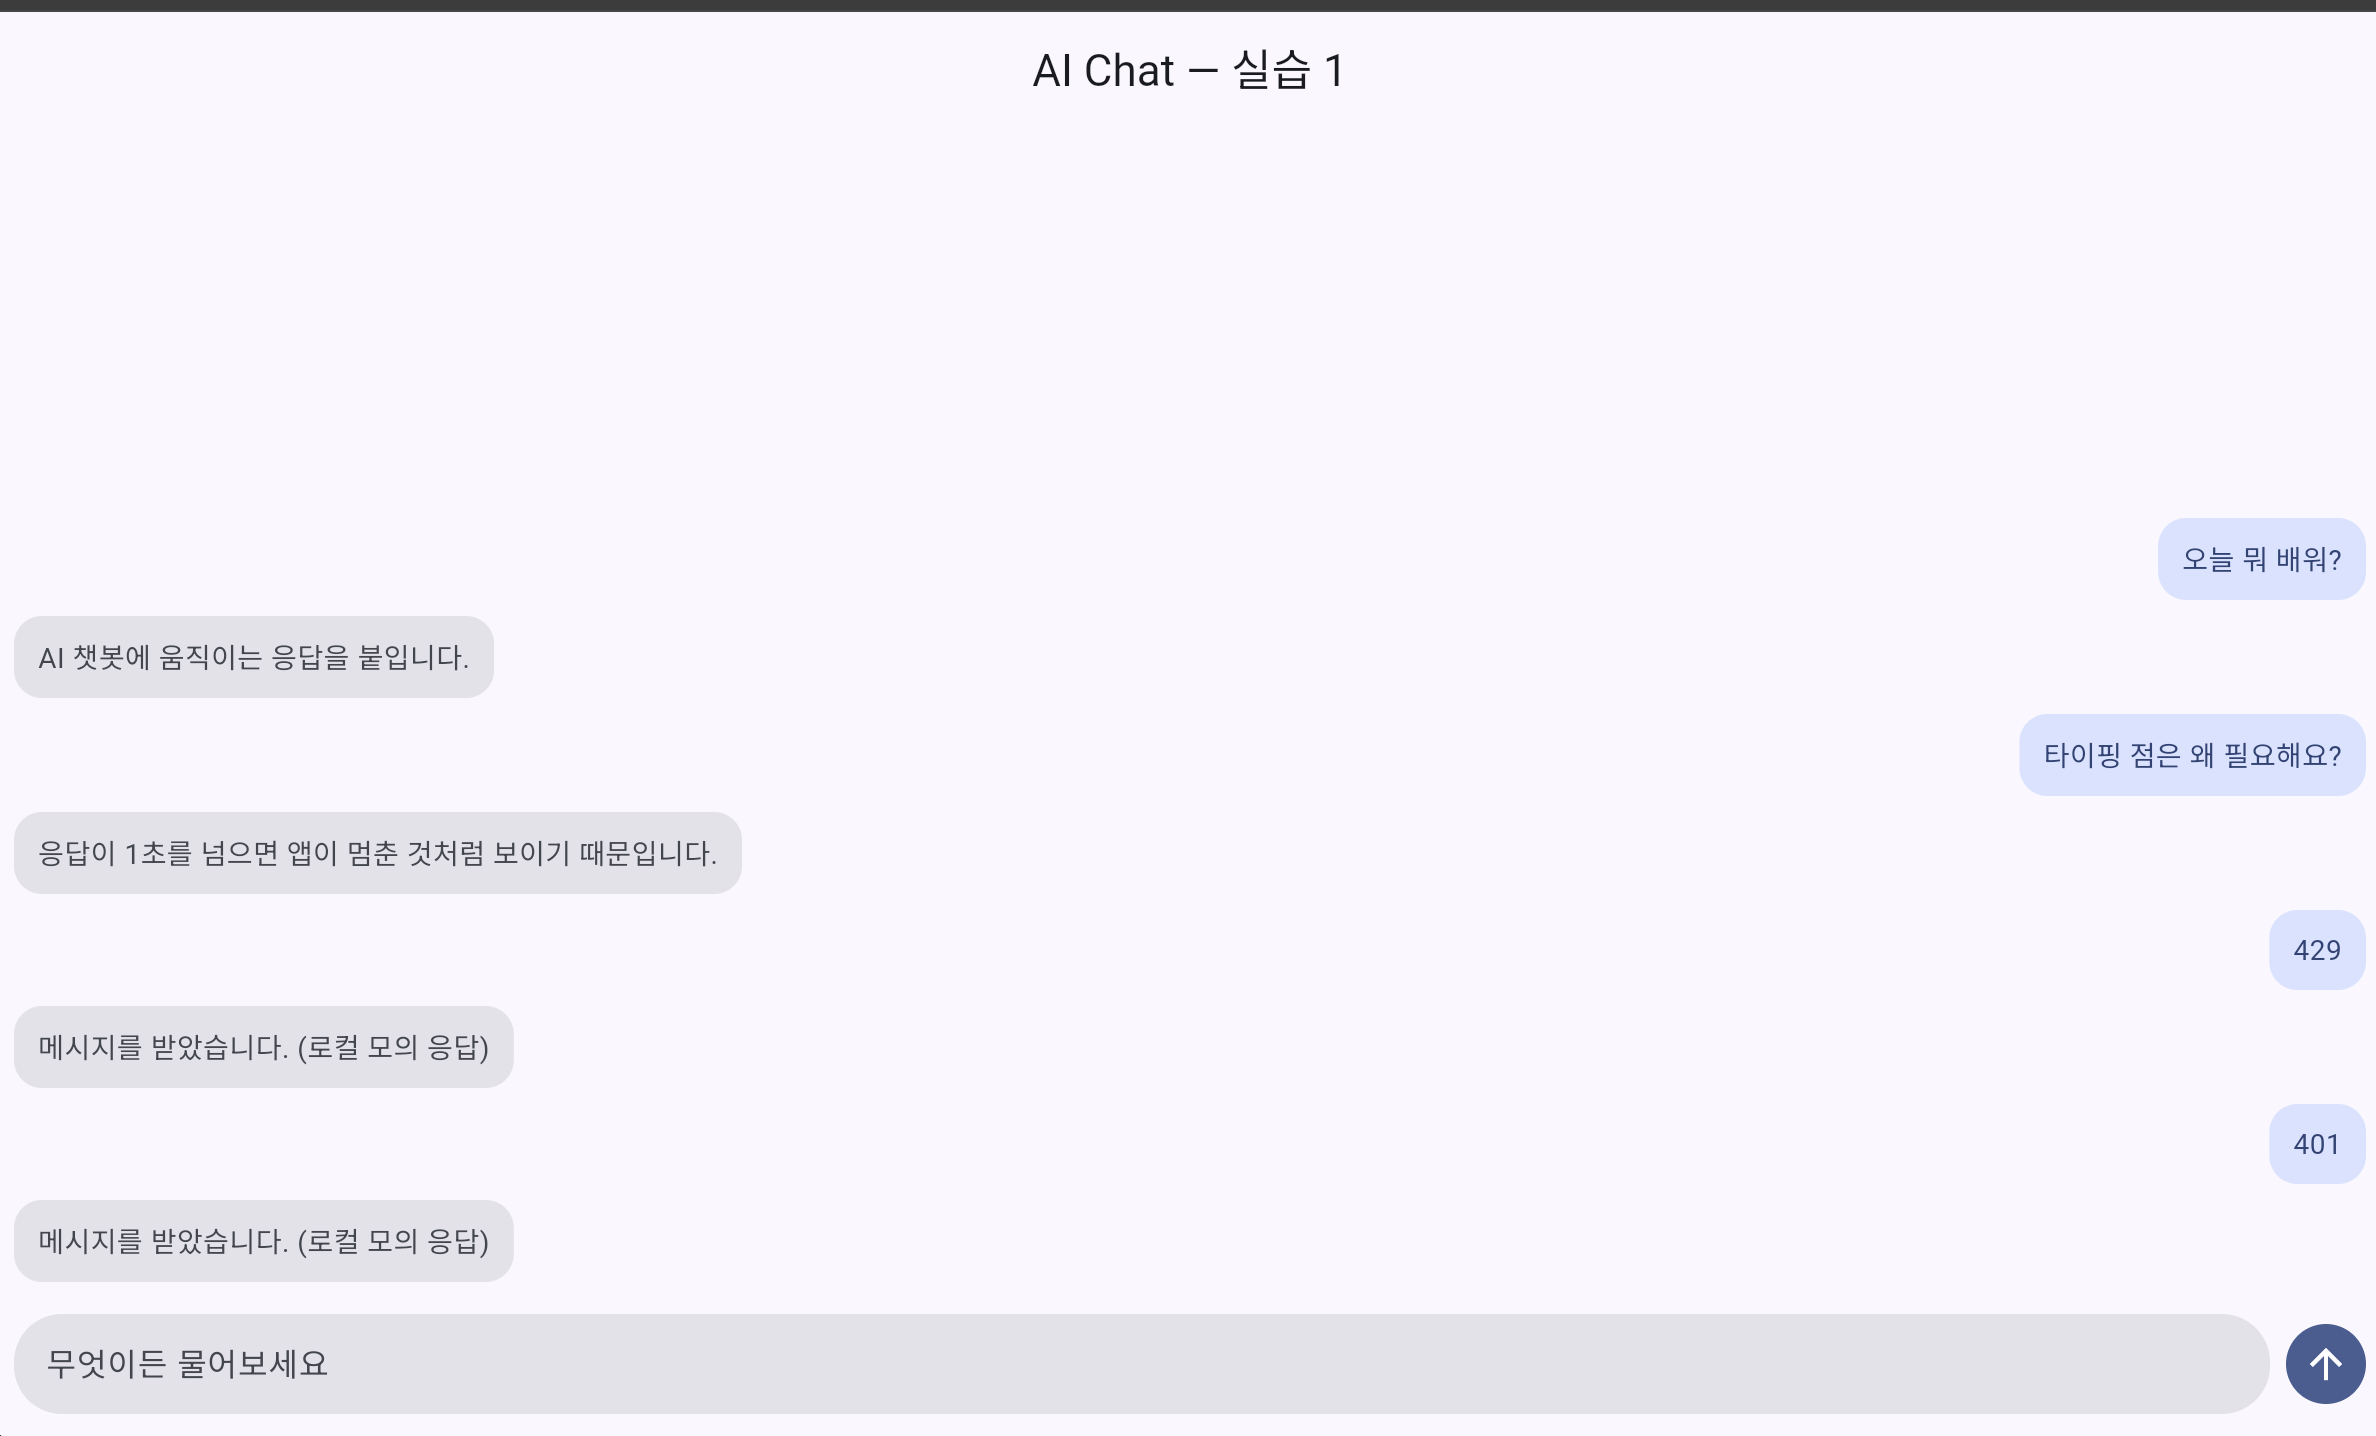 AI Chat — 실습 1
오늘 뭐 배워?
AI 챗봇에 움직이는 응답을 붙입니다.
타이핑 점은 왜 필요해요?
응답이 1초를 넘으면 앱이 멈춘 것처럼 보이기 때문입니다.
429
메시지를 받았습니다. (로컬 모의 응답)
401
메시지를 받았습니다. (로컬 모의 응답)
무엇이든 물어보세요